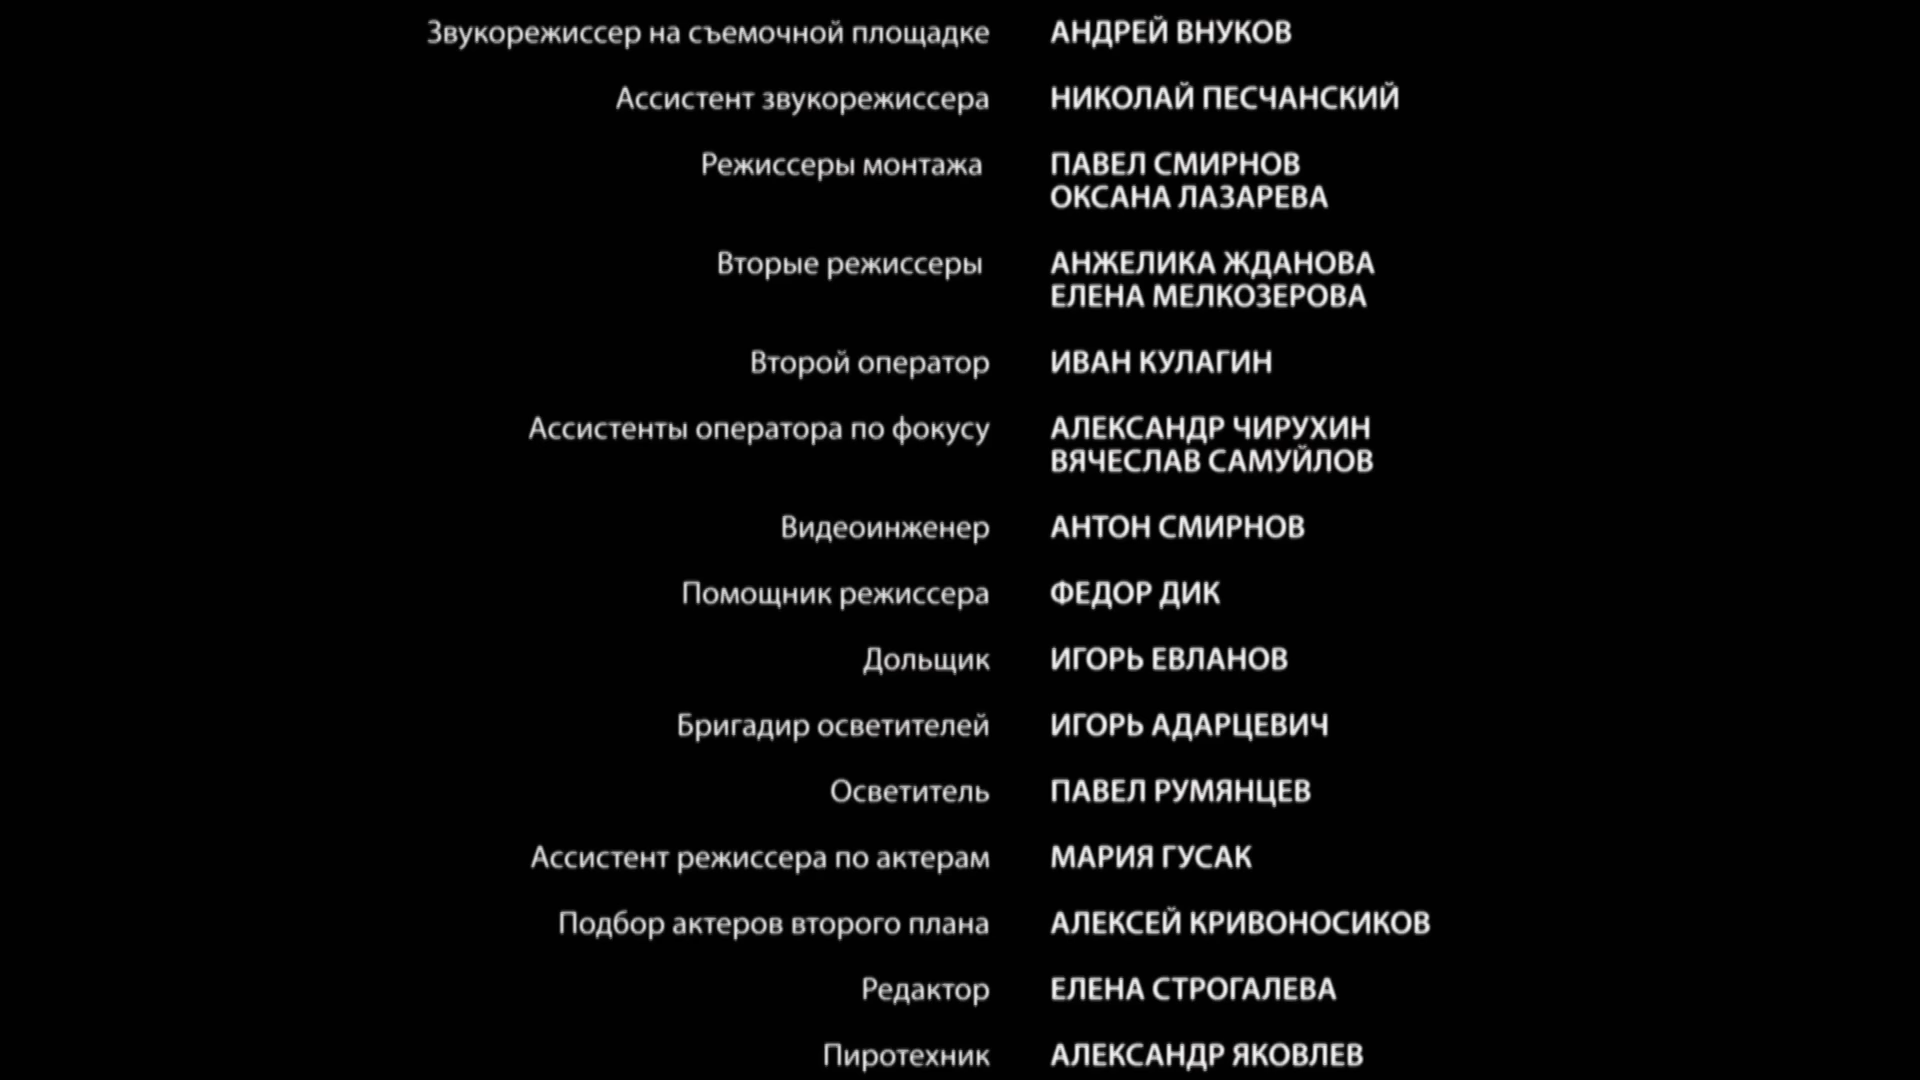 Звукорежиссер на съемочной площадке АНДРЕЙ ВНУКОВ
Ассистент звукорежиссера НИКОЛАЙ ПЕСЧАНСКИЙ
Режиссеры монтажа ПАВЕЛ СМИРНОВ
ОКСАНА ЛАЗАРЕВА
Вторые режиссеры АНЖЕЛИКА ЖДАНОВА
ЕЛЕНА МЕЛКОЗЕРОВА
Второй оператор ИВАН КУЛАГИН
Ассистенты оператора по фокусу АЛЕКСАНДР ЧИРУХИН
ВЯЧЕСЛАВ САМУЙЛОВ
Видеоинженер АНТОН СМИРНОВ
Помощник режиссера ФЕДОР ДИК
Дольщик ИГОРЬ ЕВЛАНОВ
Бригадир осветителей ИГОРЬ АДАРЦЕВИЧ
Осветитель ПАВЕЛ РУМЯНЦЕВ
Ассистент режиссера по актерам МАРИЯ ГУСАК
Подбор актеров второго плана АЛЕКСЕЙ КРИВОНОСИКОВ
Редактор ЕЛЕНА СТРОГАЛЕВА
Пиротехник АЛЕКСАНДР ЯКОВЛЕВ